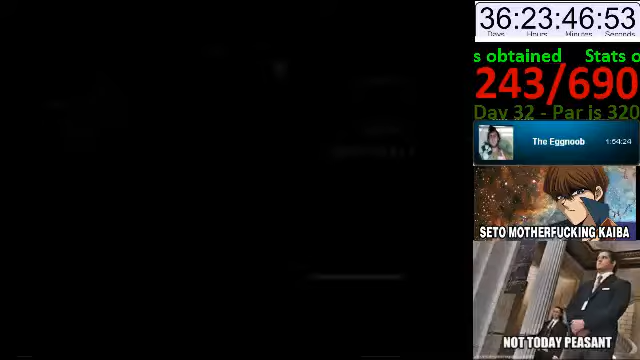 36:23:46:53
Days Hours Minutes Seconds
s obtained Stats o
243/690
Day 32 - Par is 320
The Eggnoob 1:54:24
SETO MOTHERFUCKING KAIBA
NOT TODAY PEASANT